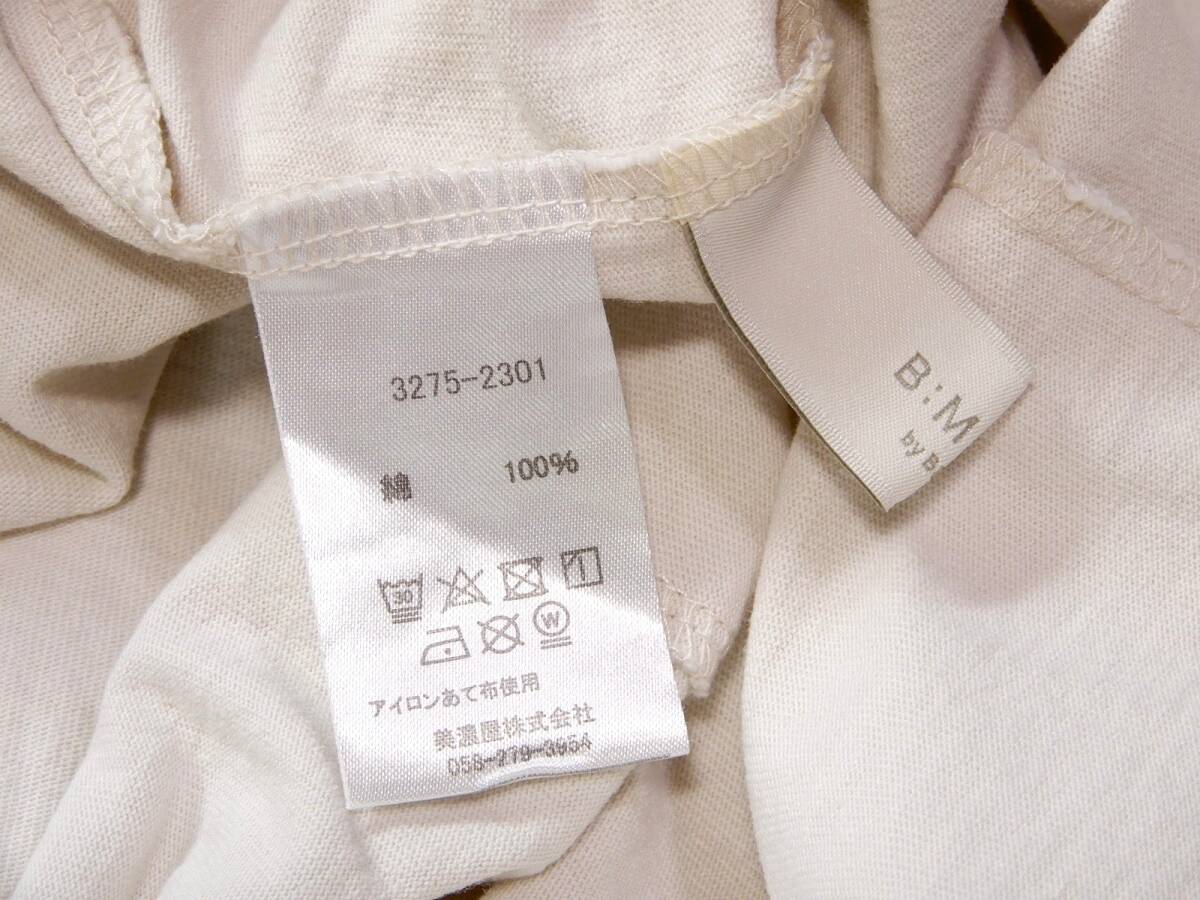 3275-2301
綿 100%
30
W
アイロンあて布使用
美濃屋株式会社
058-279-3954
B:M
by B